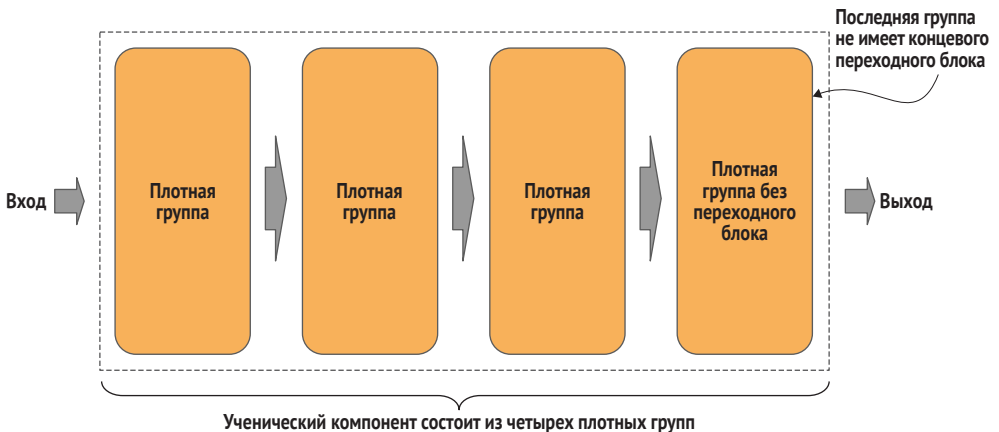 Последняя группа
не имеет концевого
переходного блока
Вход
Плотная
группа
Плотная
группа
Плотная
группа
Плотная
группа без
переходного
блока
Выход
Ученический компонент состоит из четырех плотных групп